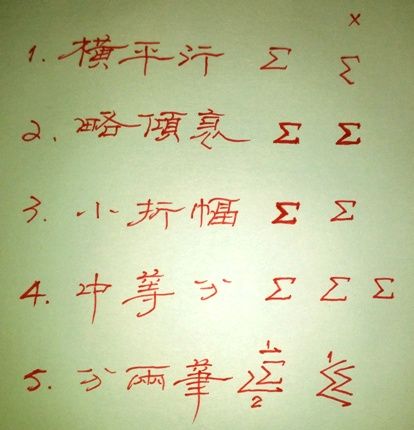 x
1. 橫平行 Σ Σ
2. 略傾衷 Σ Σ
3. 小折幅 Σ Σ
4. 中等分 Σ Σ Σ
5. 分兩筆 1 Σ 2 1 Σ